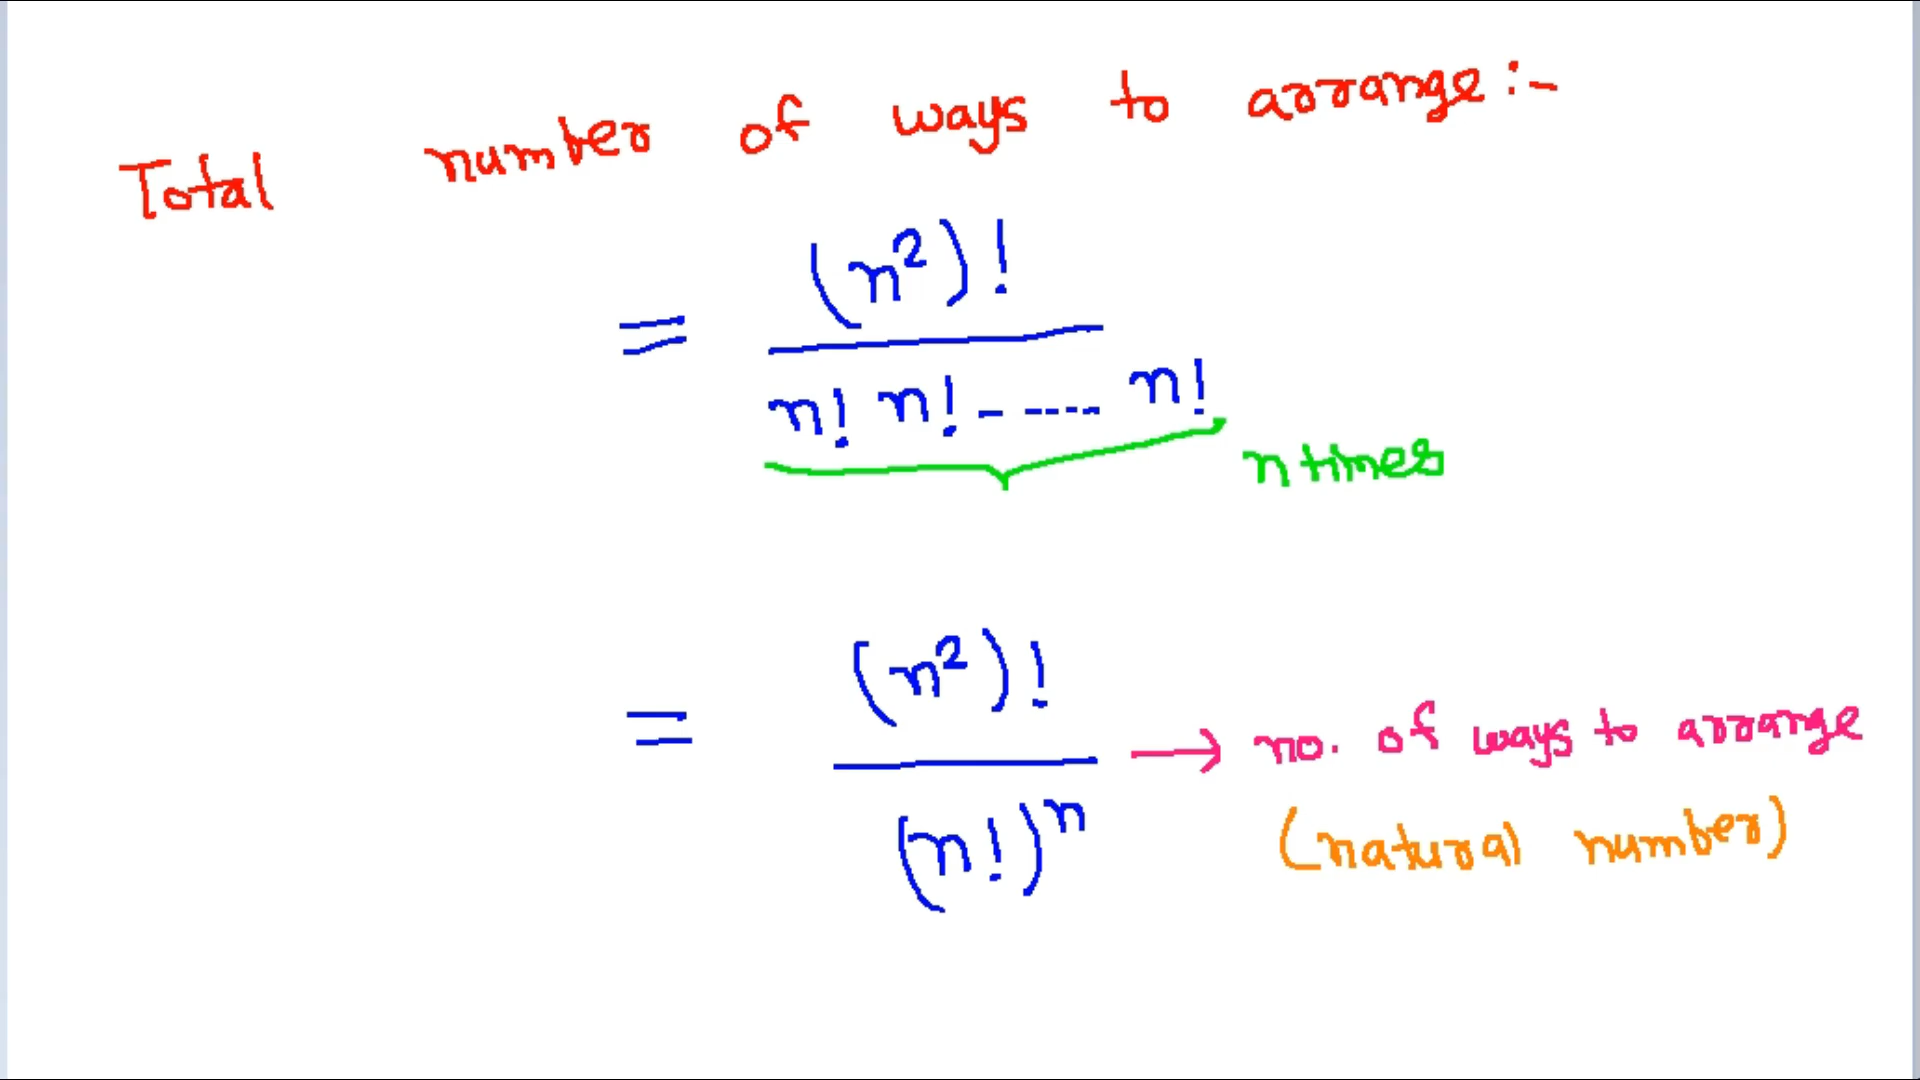 Total number of ways to arrange :-
= (n²)! / n! n! - ---- n!
n times
= (n²)! / (n!)ⁿ → no. of ways to arrange
(natural number)